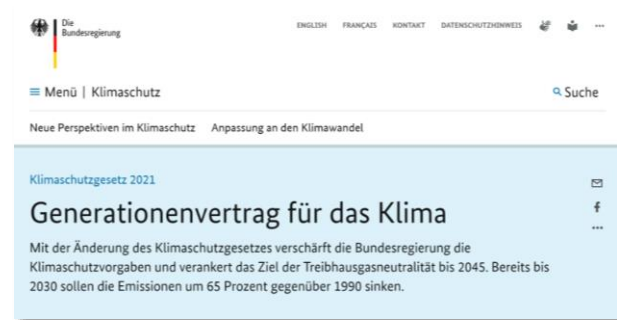 Die
Bundesregierung
ENGLISH FRANÇAIS KONTAKT DATENSCHUTZHINWEIS
Menü | Klimaschutz
Suche
Neue Perspektiven im Klimaschutz Anpassung an den Klimawandel
Klimaschutzgesetz 2021
Generationenvertrag für das Klima
Mit der Änderung des Klimaschutzgesetzes verschärft die Bundesregierung die
Klimaschutzvorgaben und verankert das Ziel der Treibhausgasneutralität bis 2045. Bereits bis
2030 sollen die Emissionen um 65 Prozent gegenüber 1990 sinken.